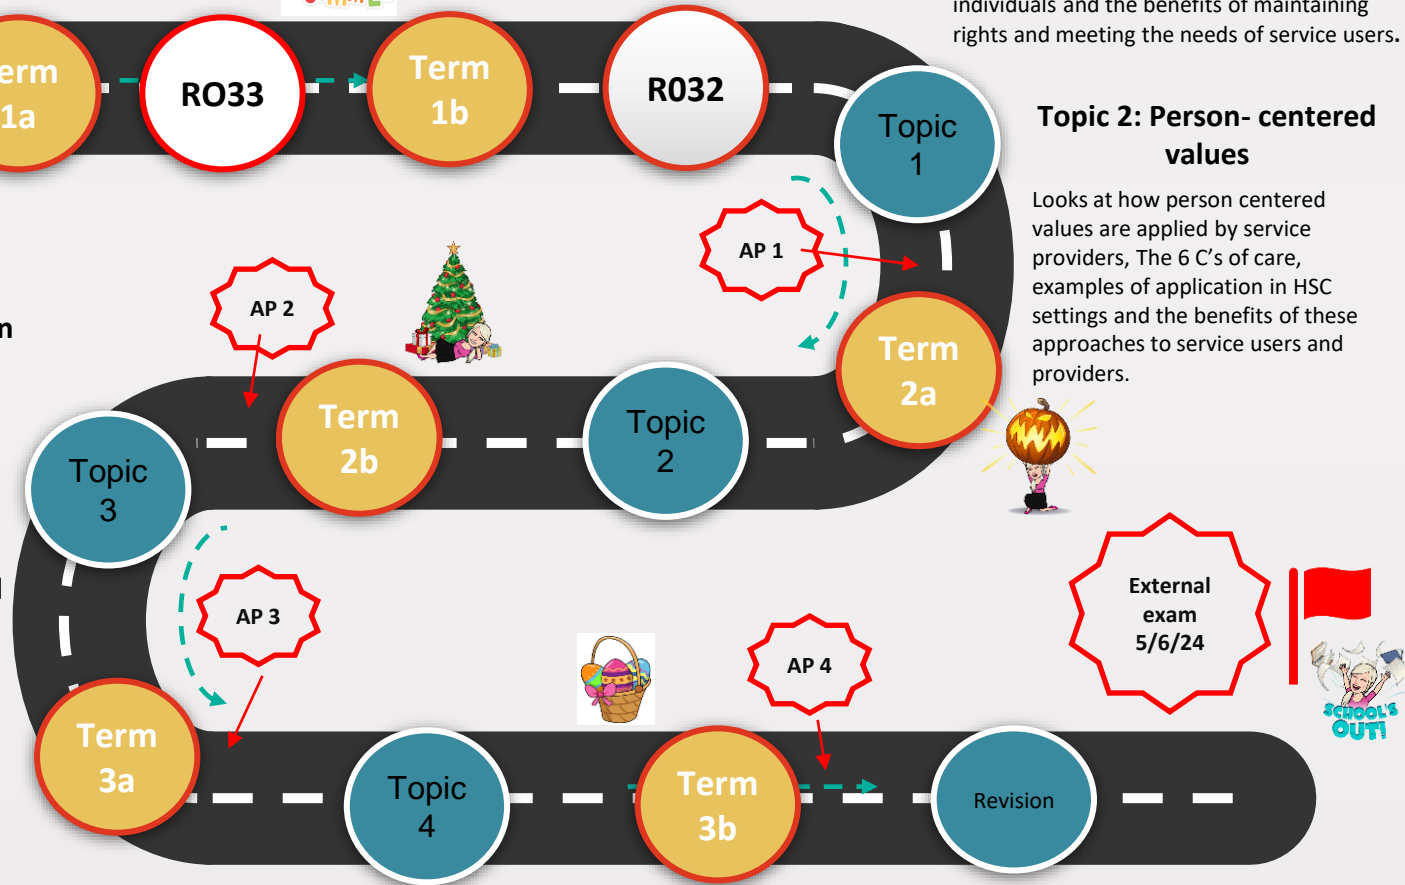 individuals and the benefits of maintaining
rights and meeting the needs of service users.
erm
1a
RO33
Term
1b
R032
Topic
1
Topic 2: Person- centered
values
Looks at how person centered
values are applied by service
providers, The 6 C's of care,
examples of application in HSC
settings and the benefits of these
approaches to service users and
providers.
AP 1
AP 2
n
Term
2a
Topic
2
Term
2b
Topic
3
AP 3
External
exam
5/6/24
AP 4
SCHOOL'S
OUT!
Term
3a
Topic
4
Term
3b
Revision